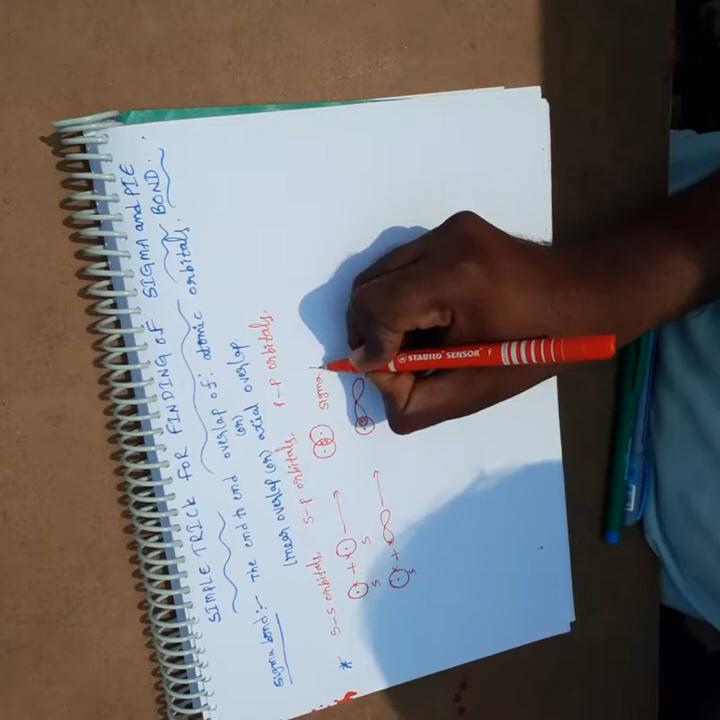 SIMPLE TRICK FOR FINDING OF SIGMA and PIE
BOND.
Sigma bond:- The end to end overlap of atomic orbitals.
(or)
linear overlap (or) axial overlap
* s-s orbitals, s-p orbitals, p-p orbitals.
+ → sigma
s s
+ →
s
STABILO SENSOR F